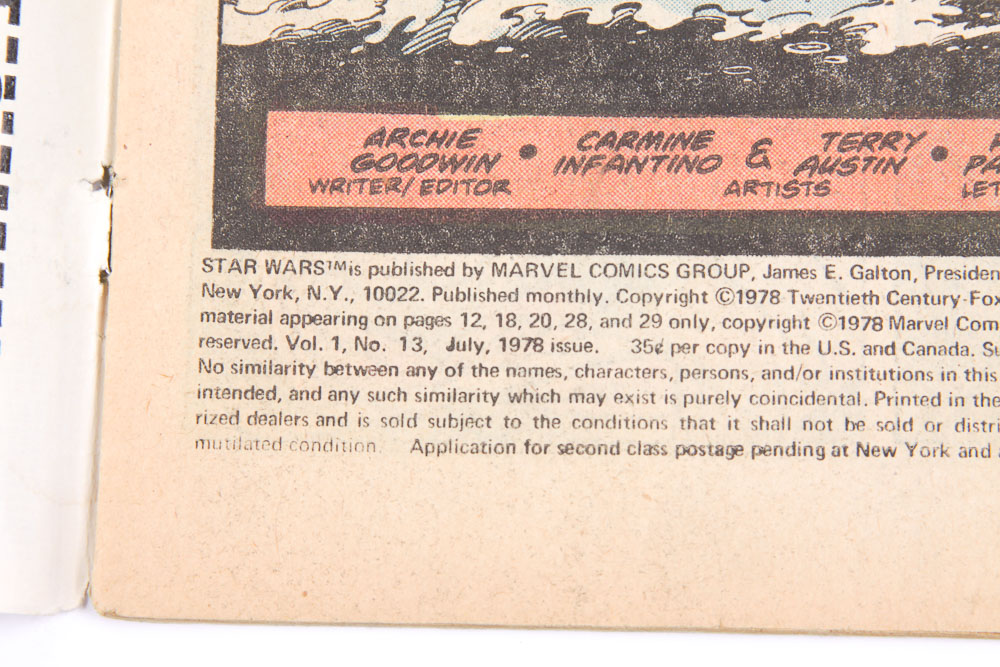 ARCHIE GOODWIN • CARMINE INFANTINO & TERRY AUSTIN •
WRITER/EDITOR ARTISTS
STAR WARS™ is published by MARVEL COMICS GROUP, James E. Galton,
New York, N.Y., 10022. Published monthly. Copyright ©1978 Twentieth Century-Fox
material appearing on pages 12, 18, 20, 28, and 29 only, copyright ©1978 Marvel
reserved. Vol. 1, No. 13, July, 1978 issue. 35¢ per copy in the U.S. and Canada.
No similarity between any of the names, characters, persons, and/or institutions in this
intended, and any such similarity which may exist is purely coincidental. Printed in the
rized dealers and is sold subject to the conditions that it shall not be sold or
mutilated condition. Application for second class postage pending at New York and